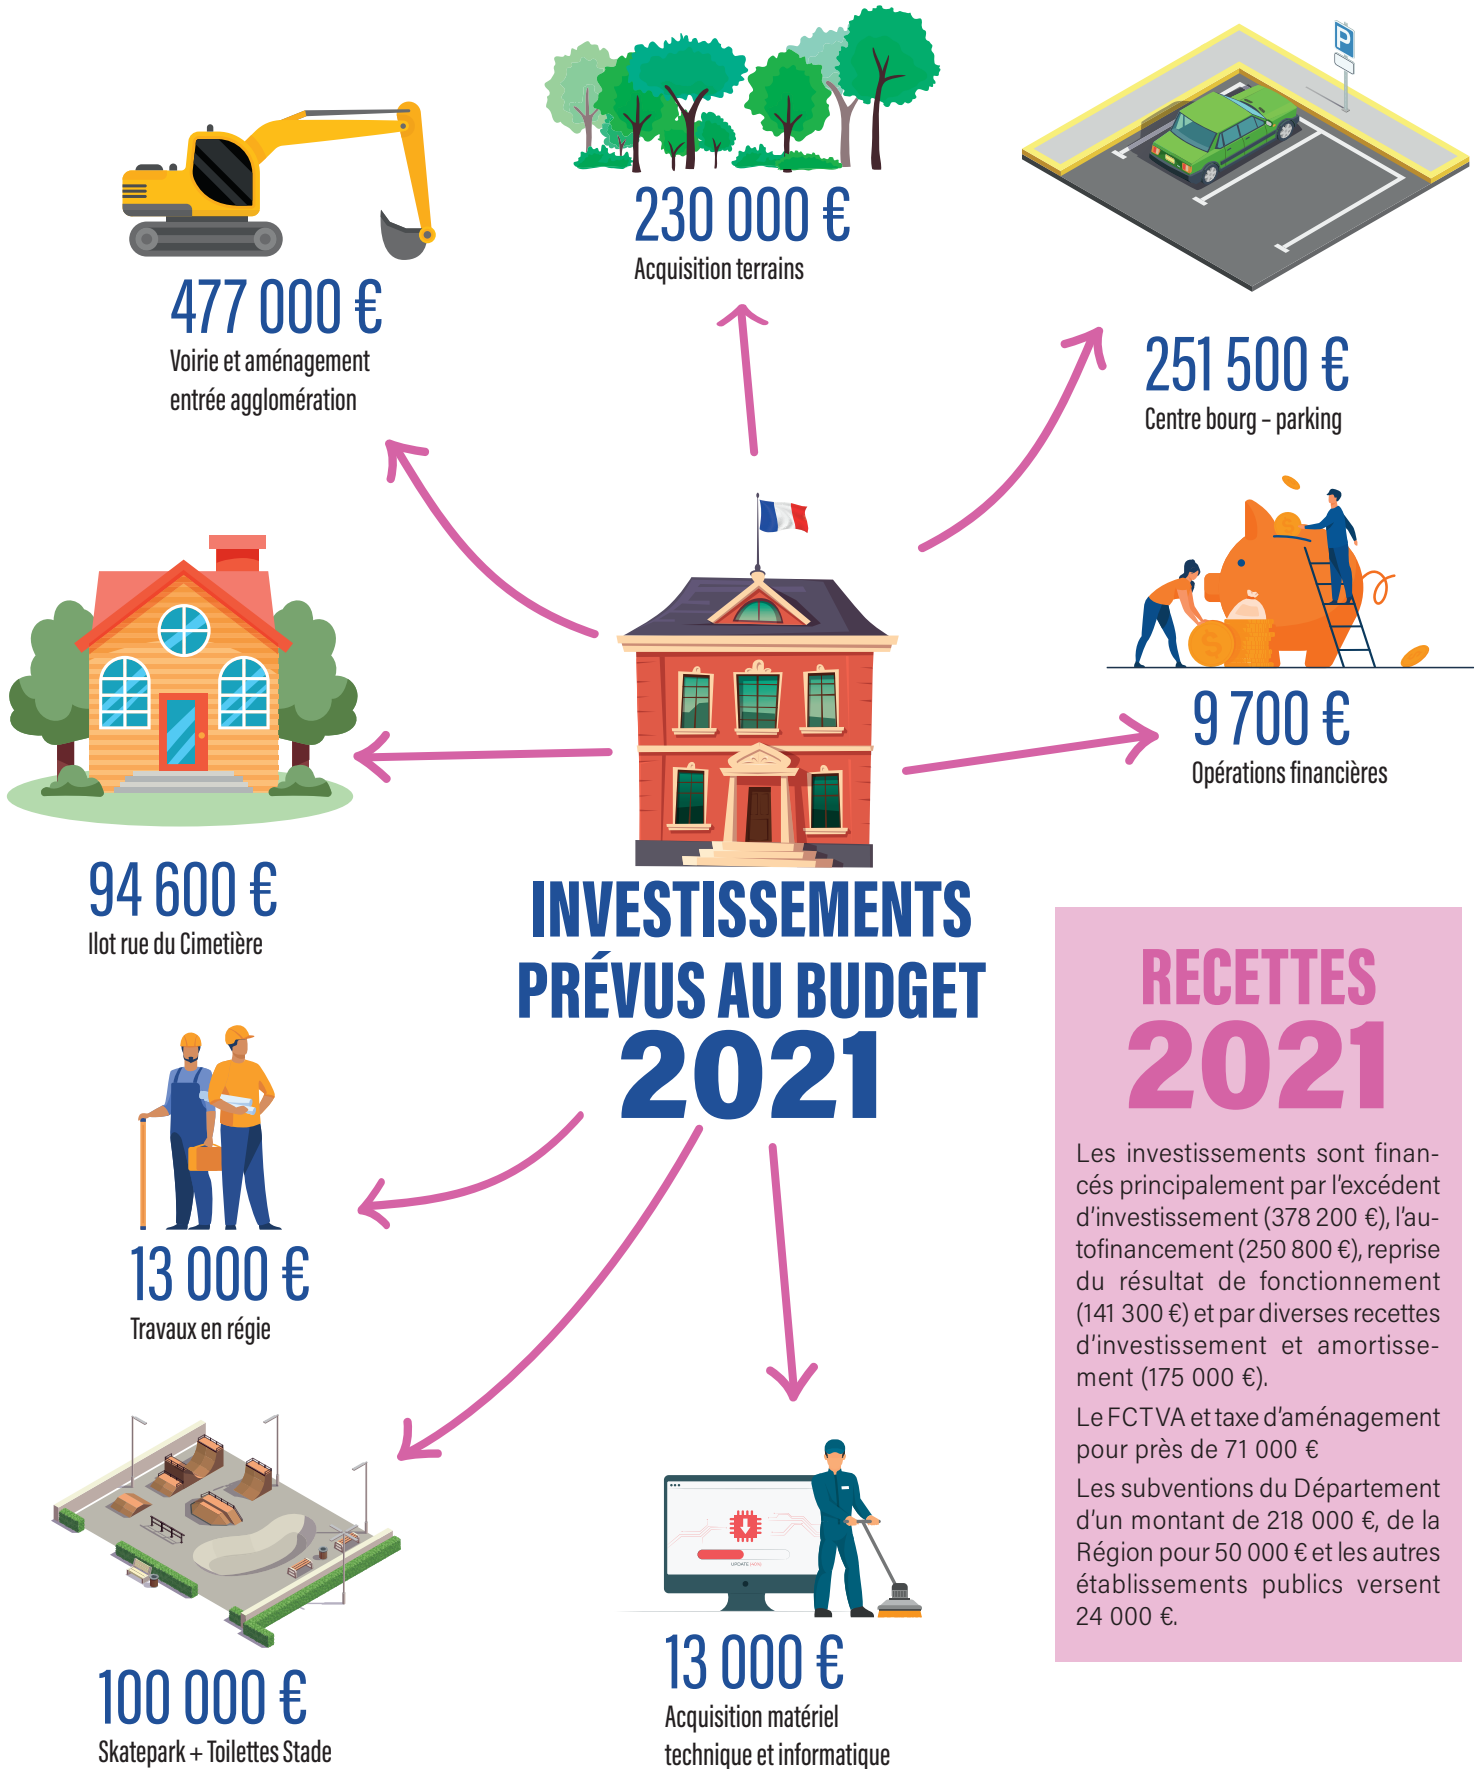 230 000 €
Acquisition terrains
P
477 000 €
Voirie et aménagement
entrée agglomération
251 500 €
Centre bourg – parking
9 700 €
Opérations financières
94 600 €
Ilot rue du Cimetière
INVESTISSEMENTS
PRÉVUS AU BUDGET
2021
13 000 €
Travaux en régie
100 000 €
Skatepark + Toilettes Stade
13 000 €
Acquisition matériel
technique et informatique
RECETTES
2021
Les investissements sont finan-
cés principalement par l'excédent
d'investissement (378 200 €), l'au-
tofinancement (250 800 €), reprise
du résultat de fonctionnement
(141 300 €) et par diverses recettes
d'investissement et amortisse-
ment (175 000 €).
Le FCTVA et taxe d'aménagement
pour près de 71 000 €
Les subventions du Département
d'un montant de 218 000 €, de la
Région pour 50 000 € et les autres
établissements publics versent
24 000 €.
UPDATE